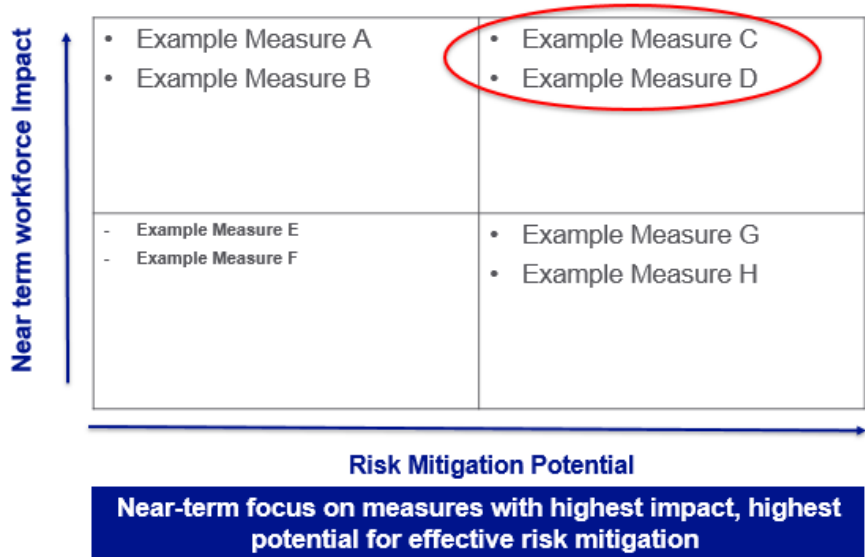 Near term workforce Impact
• Example Measure A
• Example Measure B
• Example Measure C
• Example Measure D
- Example Measure E
- Example Measure F
• Example Measure G
• Example Measure H
Risk Mitigation Potential
Near-term focus on measures with highest impact, highest
potential for effective risk mitigation